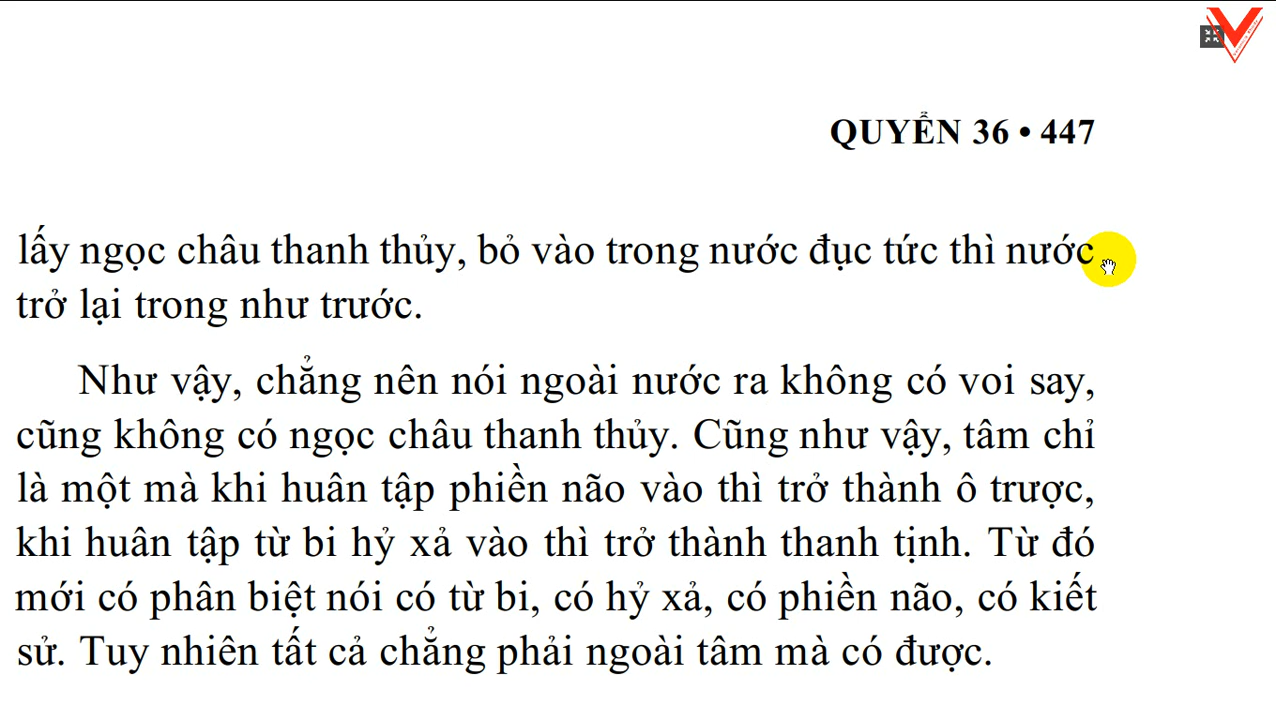 QUYỂN 36 • 447
lấy ngọc châu thanh thủy, bỏ vào trong nước đục tức thì nước
trở lại trong như trước.
Như vậy, chẳng nên nói ngoài nước ra không có voi say,
cũng không có ngọc châu thanh thủy. Cũng như vậy, tâm chỉ
là một mà khi huân tập phiền não vào thì trở thành ô trược,
khi huân tập từ bi hỷ xả vào thì trở thành thanh tịnh. Từ đó
mới có phân biệt nói có từ bi, có hỷ xả, có phiền não, có kiết
sử. Tuy nhiên tất cả chẳng phải ngoài tâm mà có được.